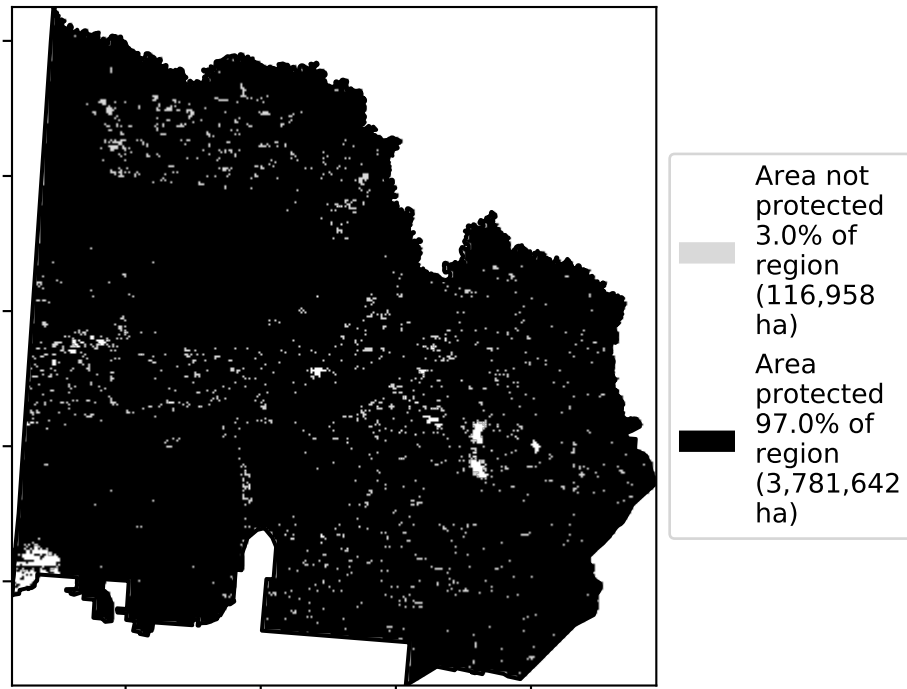 Area not
protected
3.0% of
region
(116,958
ha)
Area
protected
97.0% of
region
(3,781,642
ha)